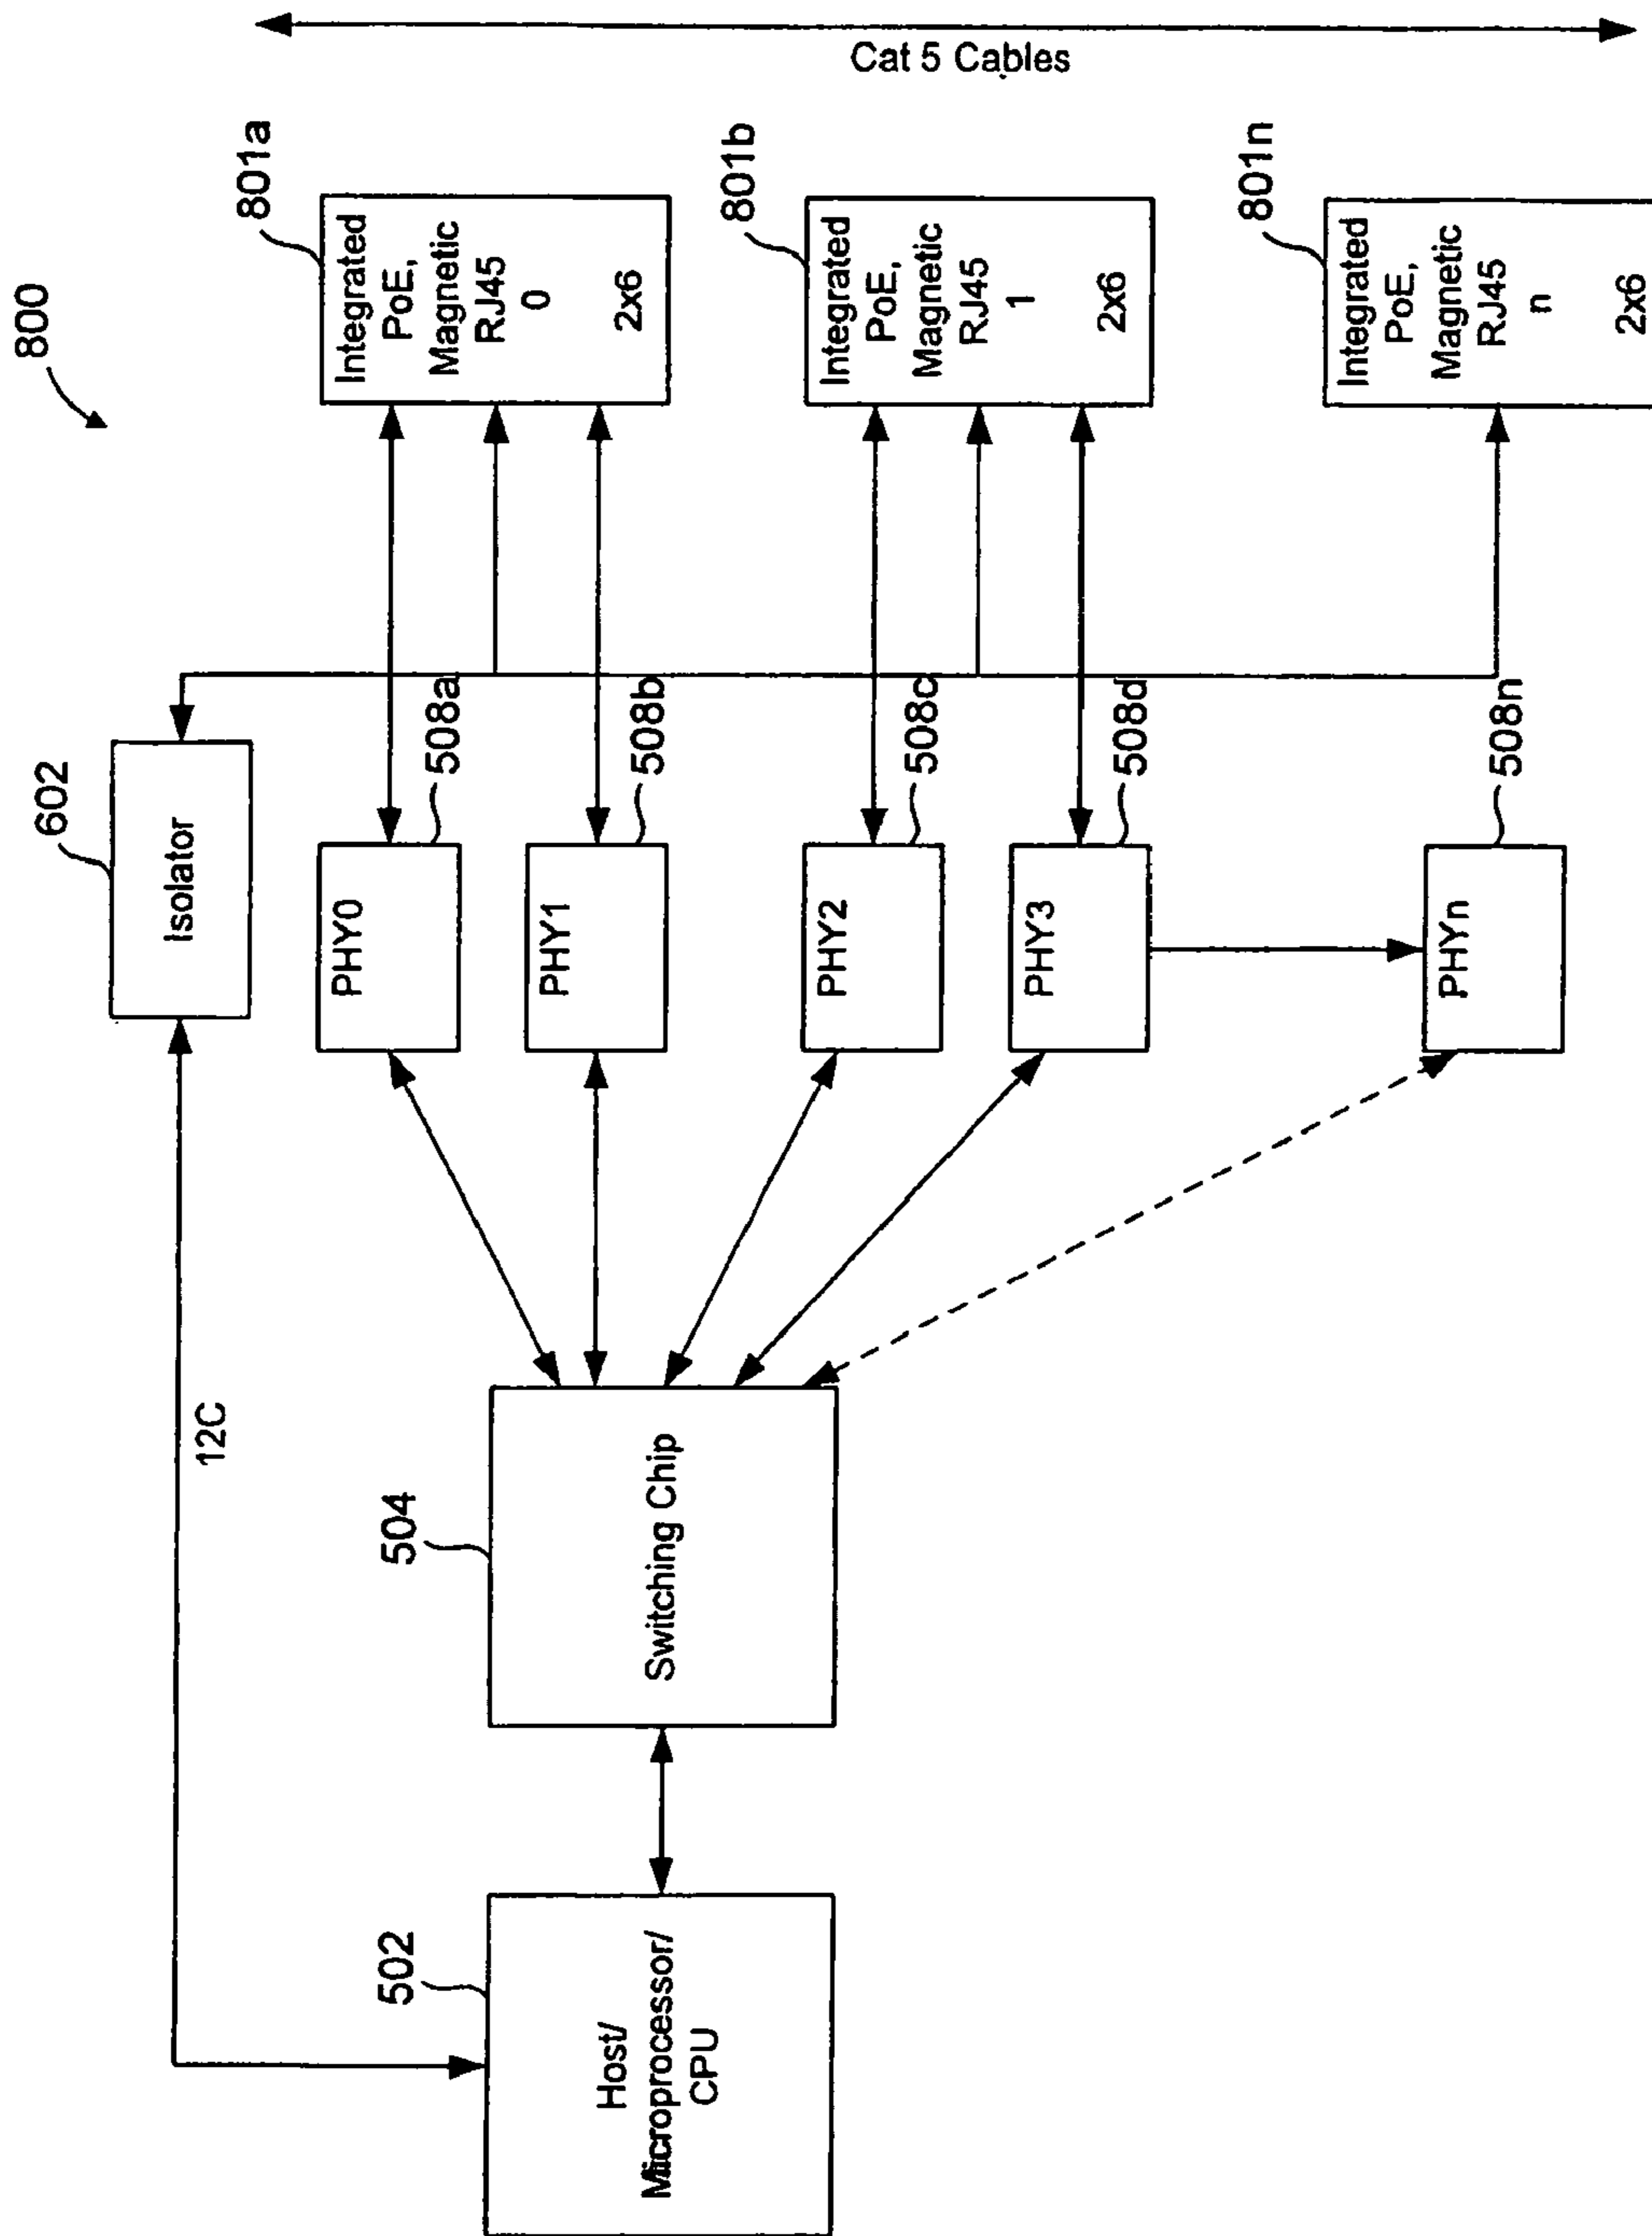 800
Cat 5 Cables
602
Isolator
12C
801a
Integrated
PoE,
Magnetic
RJ45
0
2x6
801b
Integrated
PoE,
Magnetic
RJ45
1
2x6
801n
Integrated
PoE,
Magnetic
RJ45
n
2x6
PHY0
508a
PHY1
508b
PHY2
508c
PHY3
508d
PHYn
508n
504
Switching Chip
502
Host/
Microprocessor/
CPU